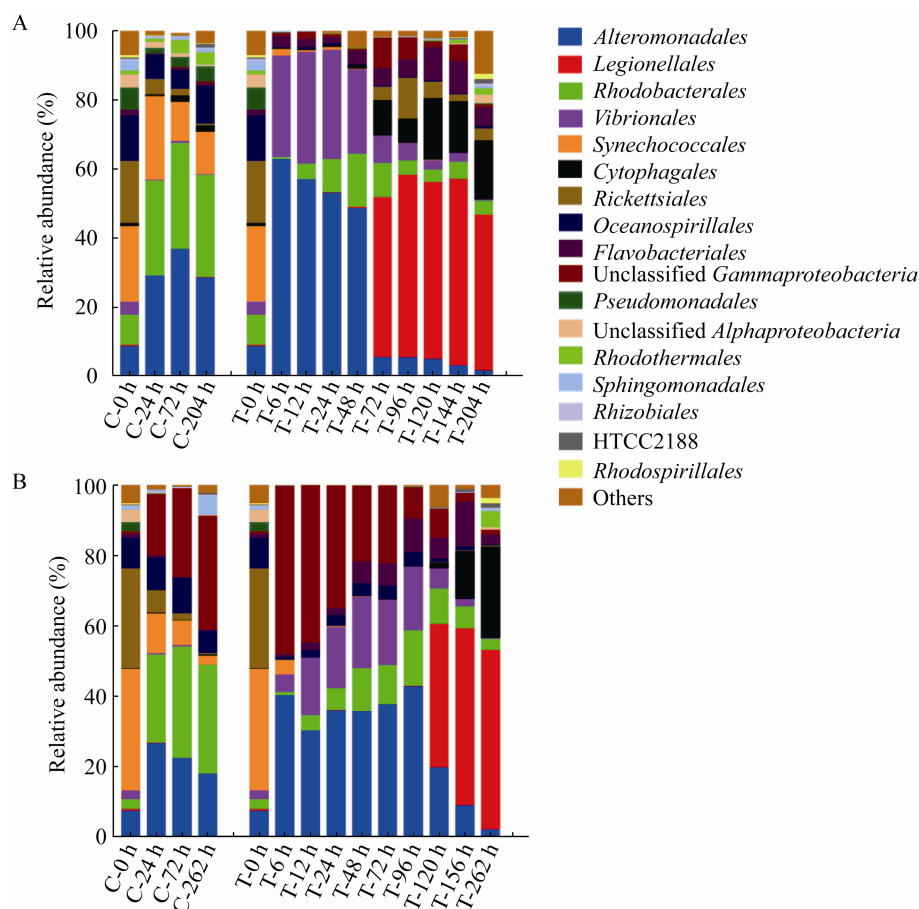 A
Relative abundance (%)
100
80
60
40
20
0
C-0 h
C-24 h
C-72 h
C-204 h
T-0 h
T-6 h
T-12 h
T-24 h
T-48 h
T-72 h
T-96 h
T-120 h
T-144 h
T-204 h
Alteromonadales
Legionellales
Rhodobacterales
Vibrionales
Synechococcales
Cytophagales
Rickettsiales
Oceanospirillales
Flavobacteriales
Unclassified Gammaproteobacteria
Pseudomonadales
Unclassified Alphaproteobacteria
Rhodothermales
Sphingomonadales
Rhizobiales
HTCC2188
Rhodospirillales
Others
B
Relative abundance (%)
100
80
60
40
20
0
C-0 h
C-24 h
C-72 h
C-262 h
T-0 h
T-6 h
T-12 h
T-24 h
T-48 h
T-72 h
T-96 h
T-120 h
T-156 h
T-262 h